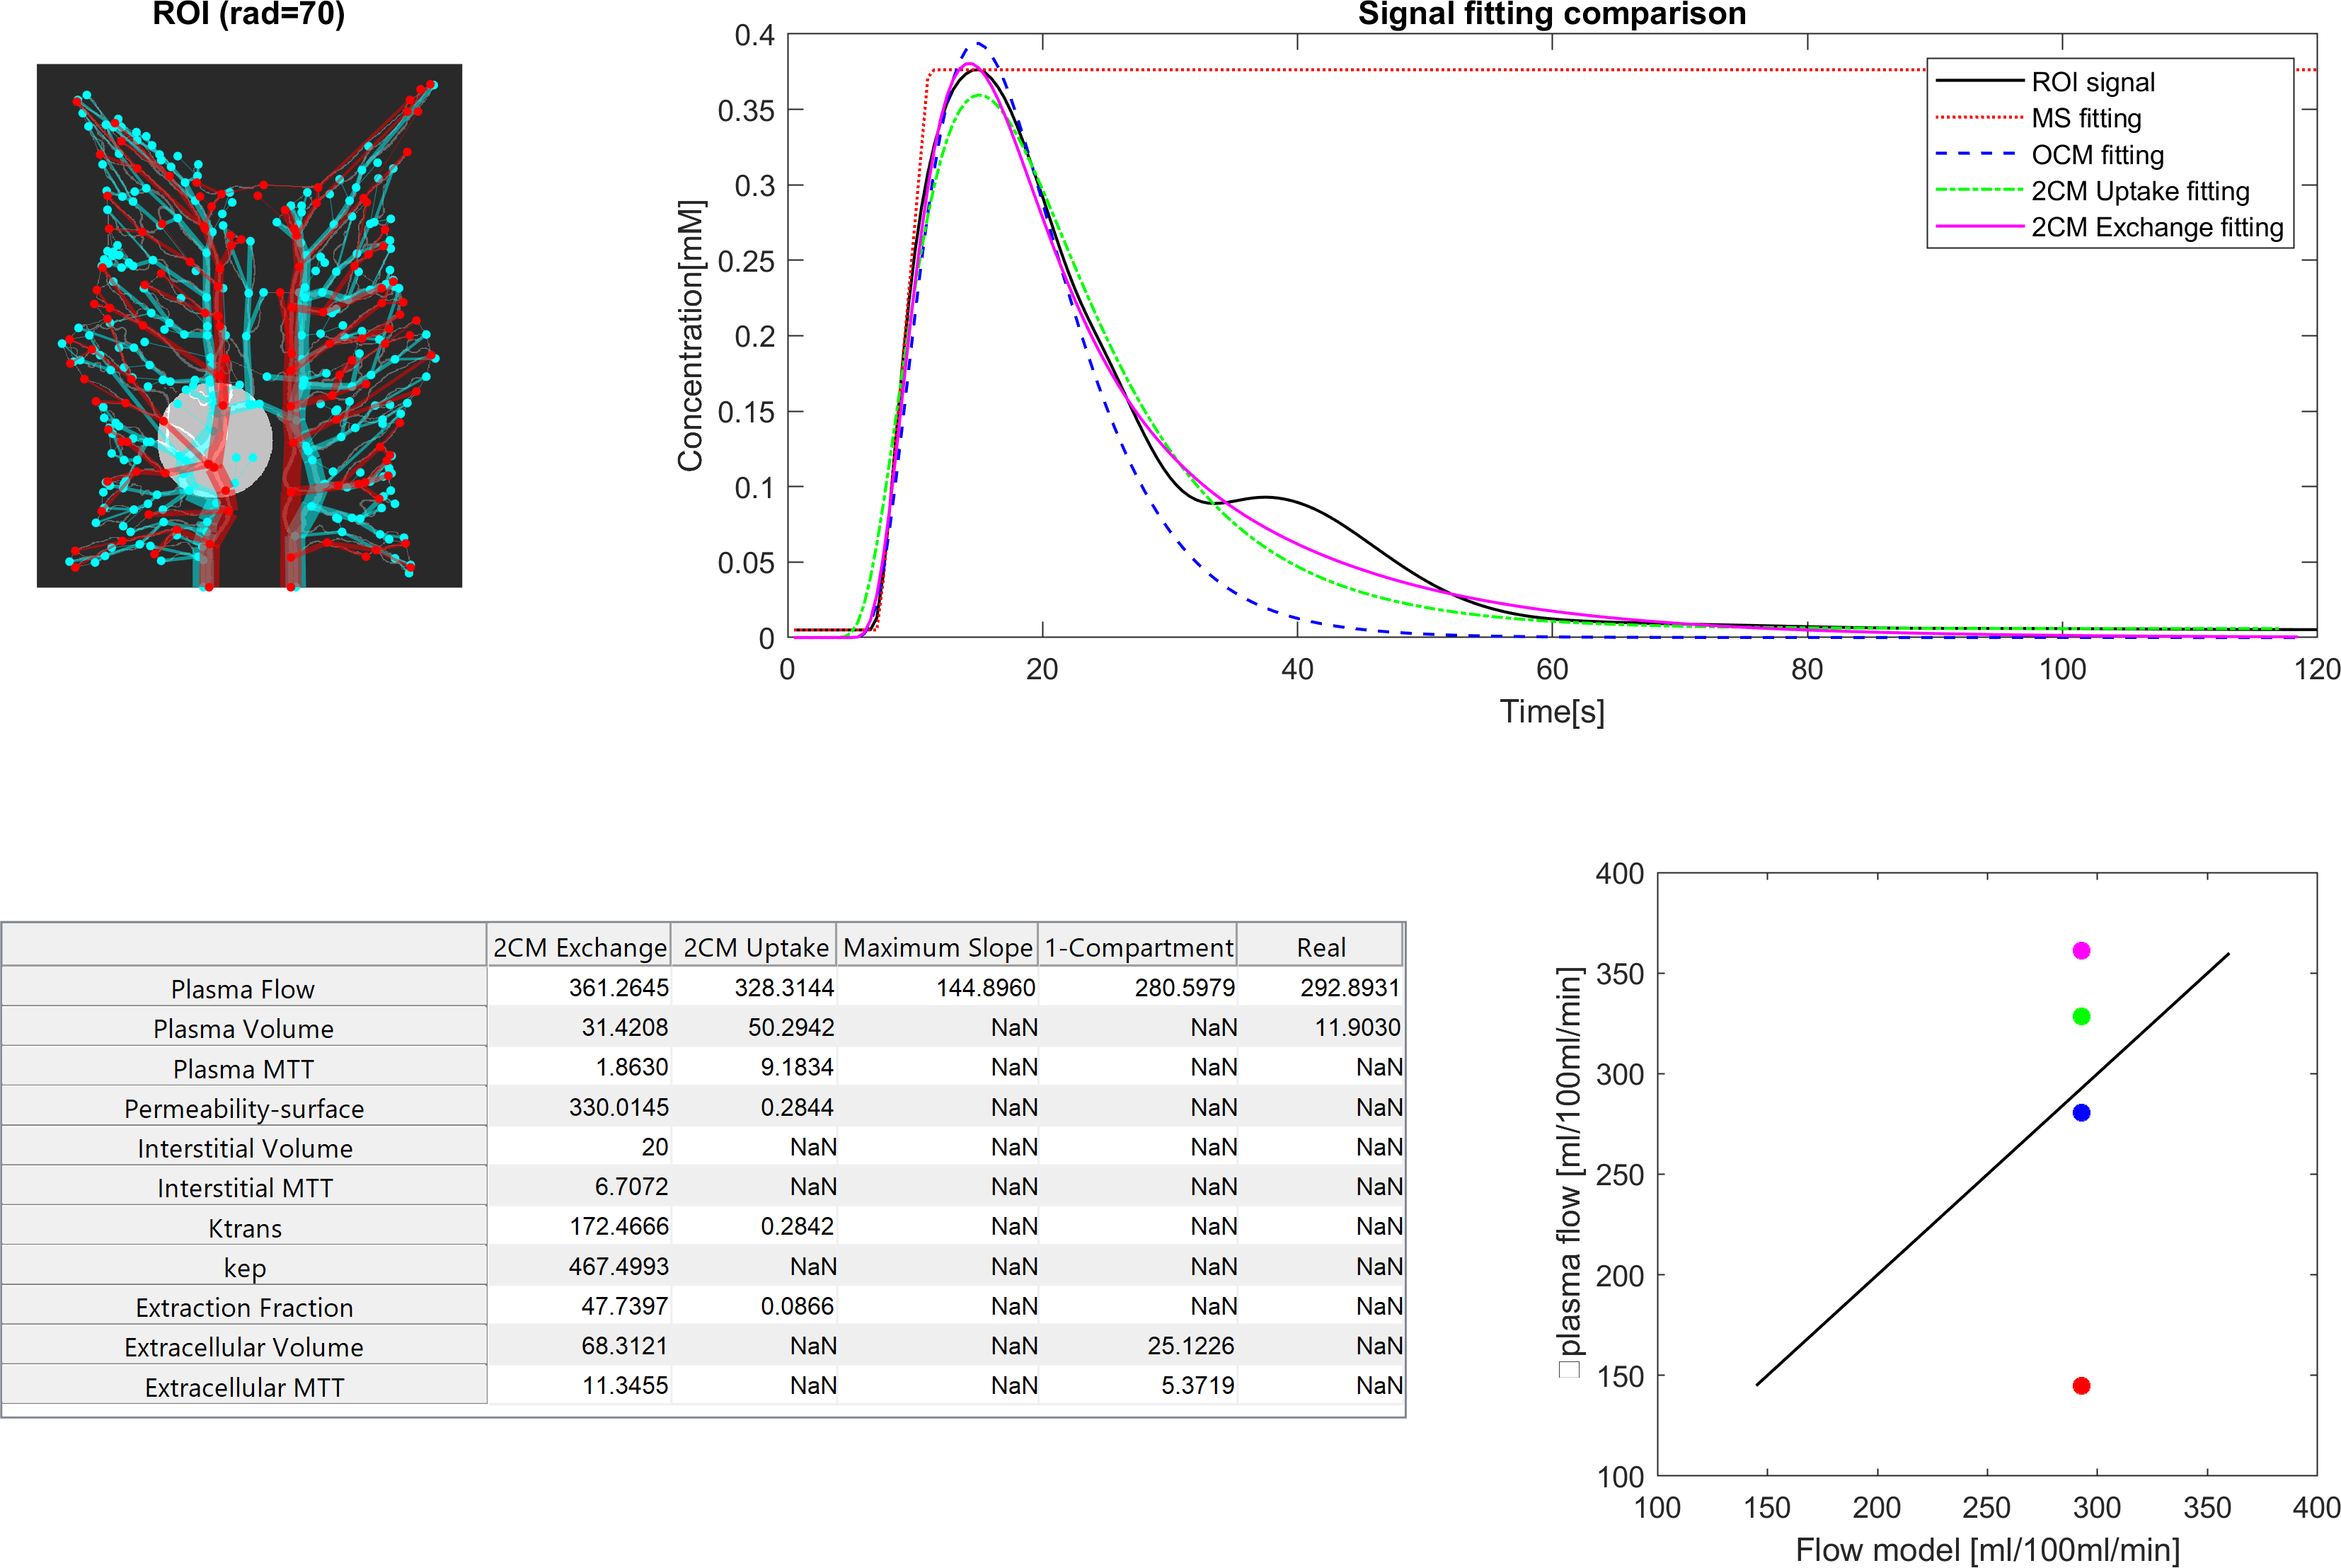 ROI (rad=70)
Signal fitting comparison
0.4
0.35
0.3
0.25
0.2
0.15
0.1
0.05
0
Concentration[mM]
0 20 40 60 80 100 120
Time[s]
ROI signal
MS fitting
OCM fitting
2CM Uptake fitting
2CM Exchange fitting
2CM Exchange 2CM Uptake Maximum Slope 1-Compartment Real
Plasma Flow 361.2645 328.3144 144.8960 280.5979 292.8931
Plasma Volume 31.4208 50.2942 NaN NaN 11.9030
Plasma MTT 1.8630 9.1834 NaN NaN NaN
Permeability-surface 330.0145 0.2844 NaN NaN NaN
Interstitial Volume 20 NaN NaN NaN NaN
Interstitial MTT 6.7072 NaN NaN NaN NaN
Ktrans 172.4666 0.2842 NaN NaN NaN
kep 467.4993 NaN NaN NaN NaN
Extraction Fraction 47.7397 0.0866 NaN NaN NaN
Extracellular Volume 68.3121 NaN NaN 25.1226 NaN
Extracellular MTT 11.3455 NaN NaN 5.3719 NaN
400
350
300
250
200
150
100
□plasma flow [ml/100ml/min]
100 150 200 250 300 350 400
Flow model [ml/100ml/min]